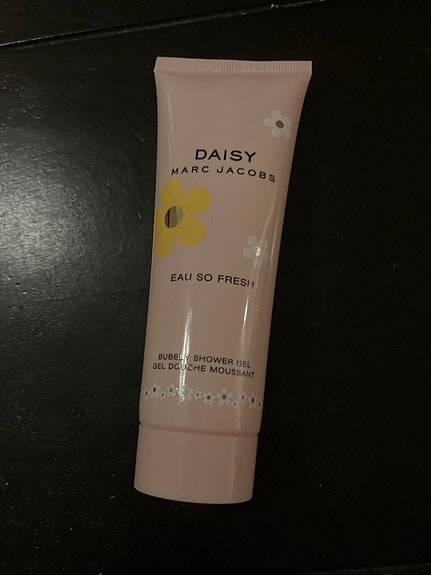 DAISY
MARC JACOBS
EAU SO FRESH
BUBBLY SHOWER GEL
GEL DOUCHE MOUSSANT